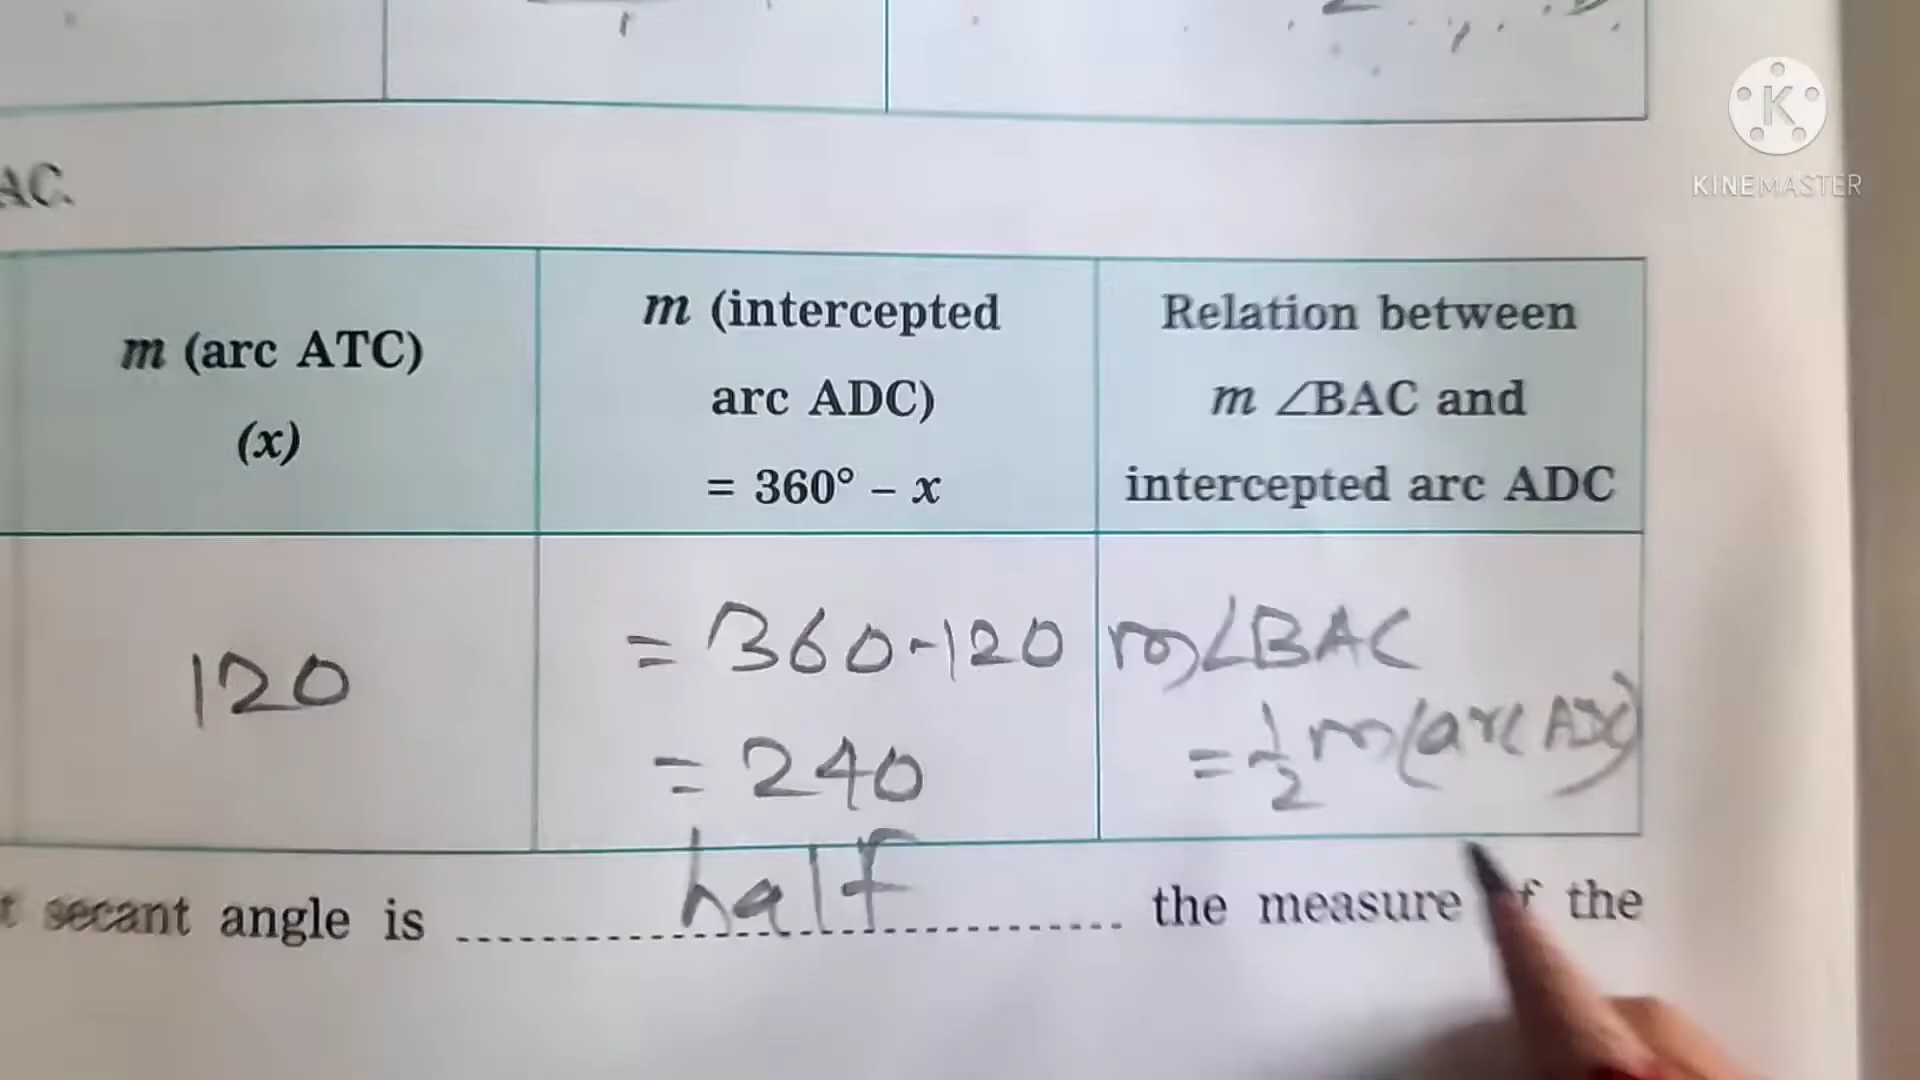 K
KINEMASTER
AC.
m (arc ATC)
(x)
m (intercepted
arc ADC)
= 360° – x
Relation between
m ∠BAC and
intercepted arc ADC
120
= 360-120
= 240
m∠BAC
= 1/2 m(arc ADC)
t secant angle is half the measure of the